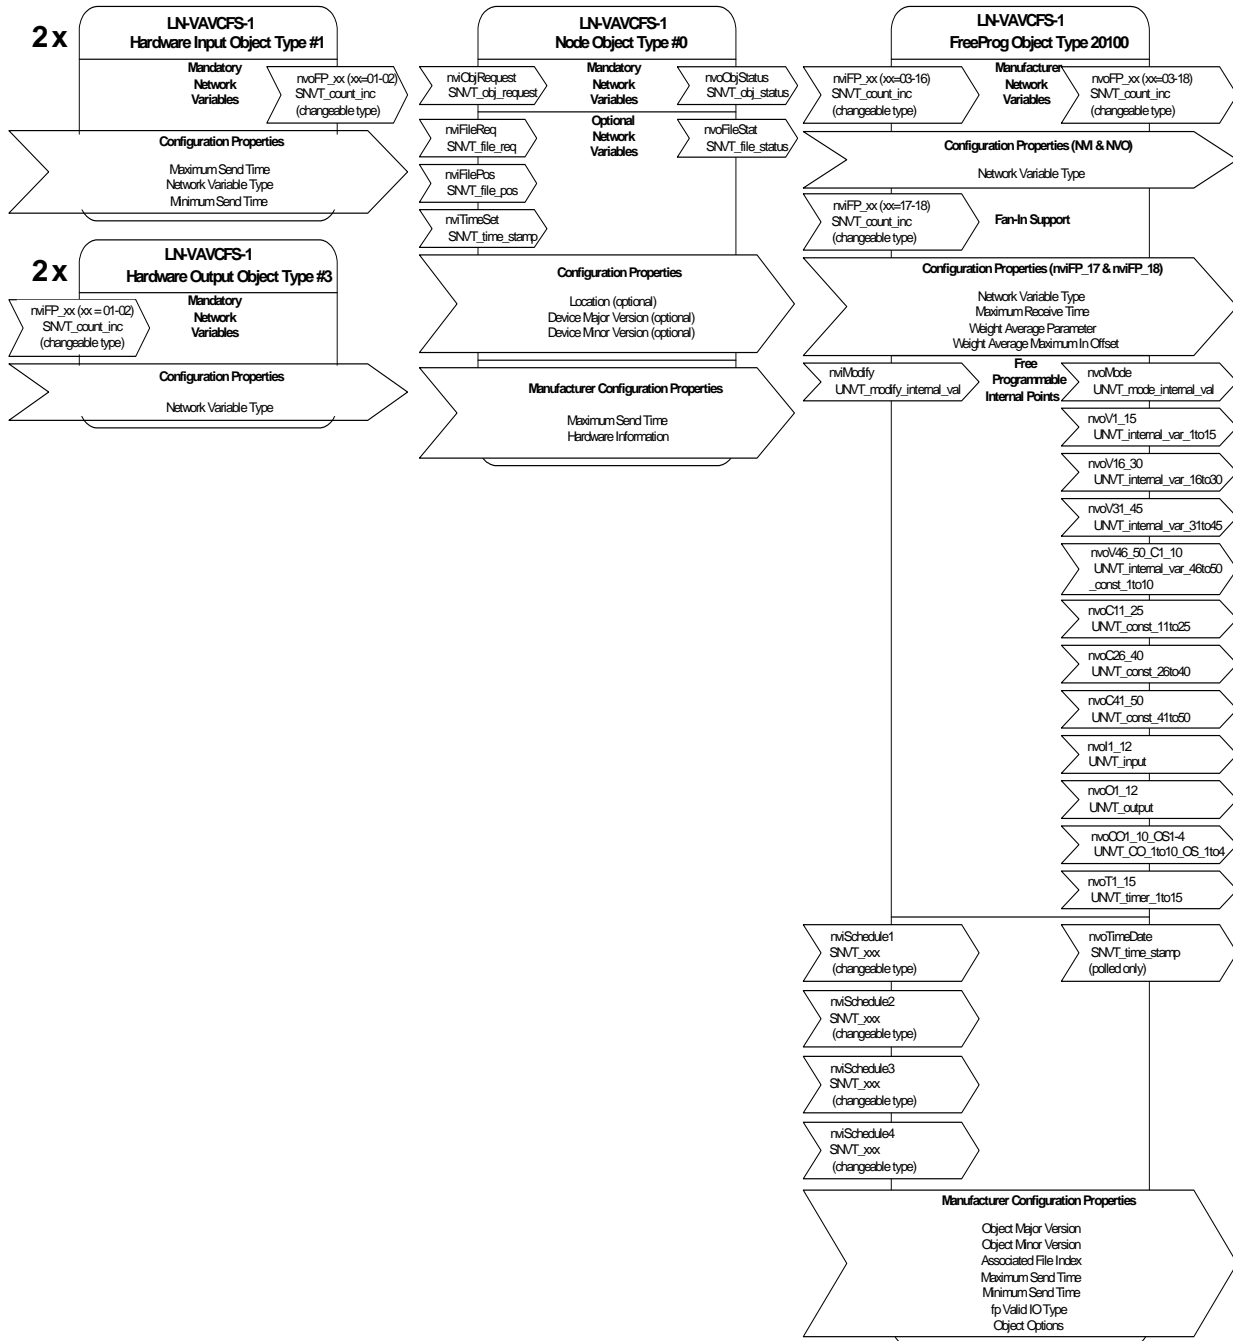 2x
LN-VAVCFS-1
Hardware Input Object Type #1
Mandatory
Network
Variables
nvoFP_xx (xx=01-02)
SNVT_count_inc
(changeable type)
Configuration Properties
Maximum Send Time
Network Variable Type
Minimum Send Time
2x
LN-VAVCFS-1
Hardware Output Object Type #3
Mandatory
Network
Variables
nviFP_xx (xx = 01-02)
SNVT_count_inc
(changeable type)
Configuration Properties
Network Variable Type
LN-VAVCFS-1
Node Object Type #0
nviObjRequest
SNVT_obj_request
Mandatory
Network
Variables
nvoObjStatus
SNVT_obj_status
nviFileReq
SNVT_file_req
Optional
Network
Variables
nvoFileStat
SNVT_file_status
nviFilePos
SNVT_file_pos
nviTimeSet
SNVT_time_stamp
Configuration Properties
Location (optional)
Device Major Version (optional)
Device Minor Version (optional)
Manufacturer Configuration Properties
Maximum Send Time
Hardware Information
LN-VAVCFS-1
FreeProg Object Type 20100
nviFP_xx (xx=03-16)
SNVT_count_inc
(changeable type)
Manufacturer
Network
Variables
nvoFP_xx (xx=03-18)
SNVT_count_inc
(changeable type)
Configuration Properties (NVI & NVO)
Network Variable Type
nviFP_xx (xx=17-18)
SNVT_count_inc
(changeable type)
Fan-In Support
Configuration Properties (nviFP_17 & nviFP_18)
Network Variable Type
Maximum Receive Time
Weight Average Parameter
Weight Average Maximum In Offset
nviModify
UNVT_modify_internal_val
Free
Programmable
Internal Points
nvoMode
UNVT_mode_internal_val
nvoV1_15
UNVT_internal_var_1to15
nvoV16_30
UNVT_internal_var_16to30
nvoV31_45
UNVT_internal_var_31to45
nvoV46_50_C1_10
UNVT_internal_var_46to50
_const_1to10
nvoC11_25
UNVT_const_11to25
nvoC26_40
UNVT_const_26to40
nvoC41_50
UNVT_const_41to50
nvoI1_12
UNVT_input
nvoO1_12
UNVT_output
nvoCO1_10_OS1-4
UNVT_CO_1to10_OS_1to4
nvoT1_15
UNVT_timer_1to15
nviSchedule1
SNVT_xxx
(changeable type)
nvoTimeDate
SNVT_time_stamp
(polled only)
nviSchedule2
SNVT_xxx
(changeable type)
nviSchedule3
SNVT_xxx
(changeable type)
nviSchedule4
SNVT_xxx
(changeable type)
Manufacturer Configuration Properties
Object Major Version
Object Minor Version
Associated File Index
Maximum Send Time
Minimum Send Time
fp Valid IO Type
Object Options